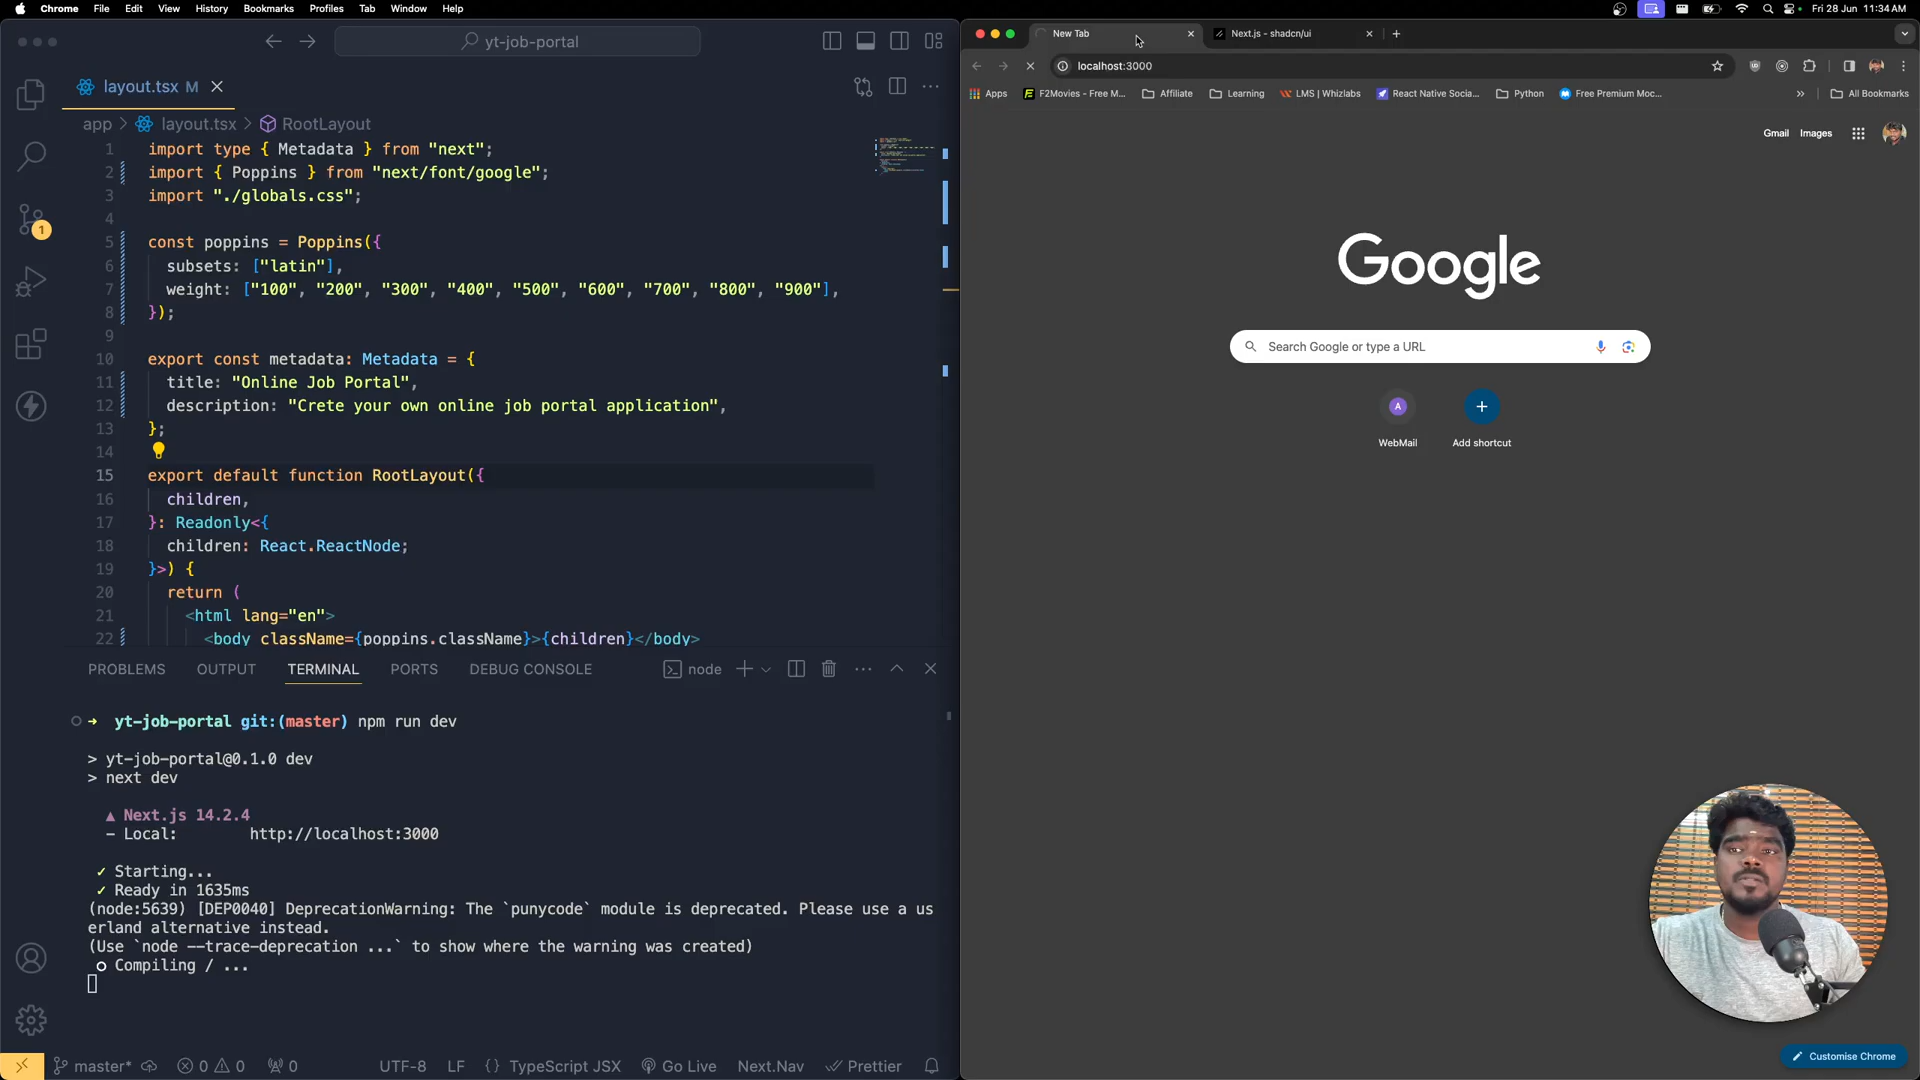 Chrome File Edit View History Bookmarks Profiles Tab Window Help
Fri 28 Jun 11:34 AM
yt-job-portal
layout.tsx M
app > layout.tsx > RootLayout
1 import type { Metadata } from "next";
2 import { Poppins } from "next/font/google";
3 import "./globals.css";
4
5 const poppins = Poppins({
6 subsets: ["latin"],
7 weight: ["100", "200", "300", "400", "500", "600", "700", "800", "900"],
8 });
9
10 export const metadata: Metadata = {
11 title: "Online Job Portal",
12 description: "Crete your own online job portal application",
13 };
14
15 export default function RootLayout({
16 children,
17 }: Readonly<{
18 children: React.ReactNode;
19 }>) {
20 return (
21 <html lang="en">
22 <body className={poppins.className}>{children}</body>
1
PROBLEMS OUTPUT TERMINAL PORTS DEBUG CONSOLE
node
yt-job-portal git:(master) npm run dev
> yt-job-portal@0.1.0 dev
> next dev
▲ Next.js 14.2.4
- Local: http://localhost:3000
✓ Starting...
✓ Ready in 1635ms
(node:5639) [DEP0040] DeprecationWarning: The `punycode` module is deprecated. Please use a us
erland alternative instead.
(Use `node --trace-deprecation ...` to show where the warning was created)
○ Compiling / ...
master* 0 0 0 UTF-8 LF {} TypeScript JSX Go Live Next.Nav Prettier
New Tab
Next.js - shadcn/ui
localhost:3000
Apps F2Movies - Free M... Affiliate Learning LMS | Whizlabs React Native Socia... Python Free Premium Moc... » All Bookmarks
Gmail Images
Google
Search Google or type a URL
A
WebMail
Add shortcut
Customise Chrome